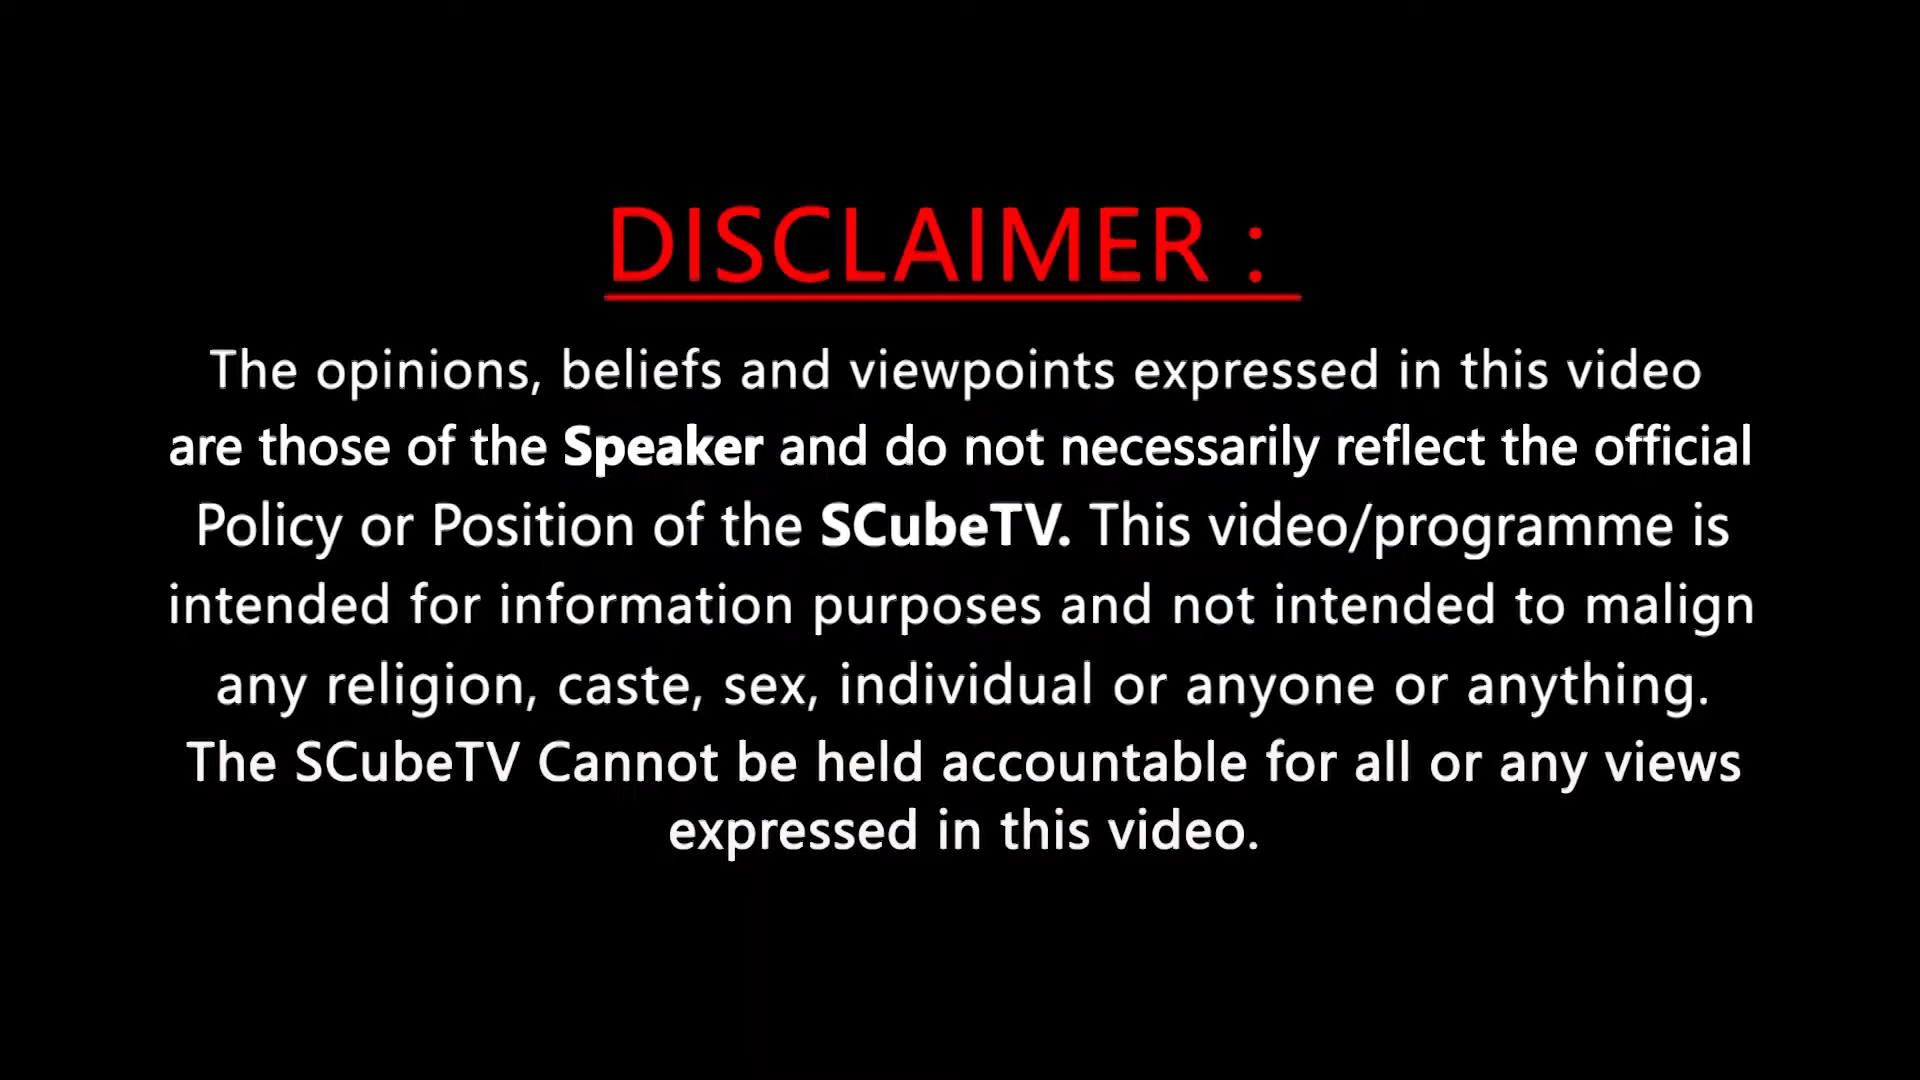 DISCLAIMER :
The opinions, beliefs and viewpoints expressed in this video
are those of the Speaker and do not necessarily reflect the official
Policy or Position of the SCubeTV. This video/programme is
intended for information purposes and not intended to malign
any religion, caste, sex, individual or anyone or anything.
The SCubeTV Cannot be held accountable for all or any views
expressed in this video.